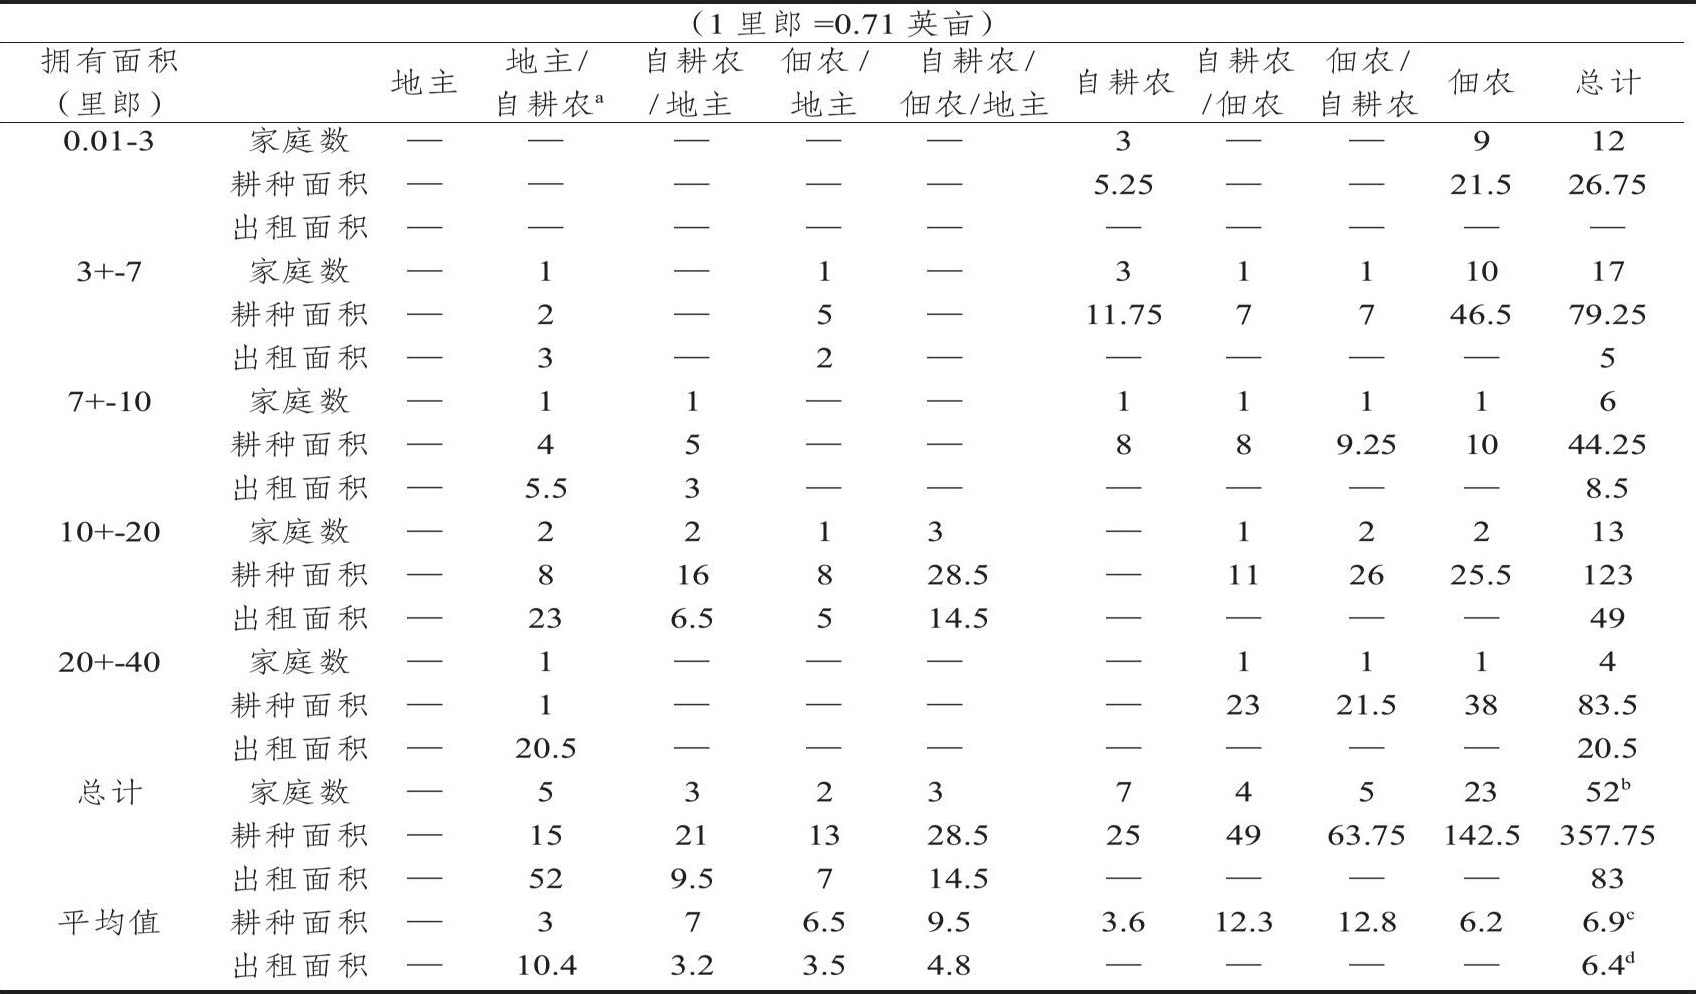 （1里郎=0.71英亩）
拥有面积（里郎） 地主 地主/自耕农ᵃ 自耕农/地主 佃农/地主 自耕农/佃农/地主 自耕农 自耕农/佃农 佃农/自耕农 佃农 总计
0.01-3 家庭数 — — — — — 3 — — 9 12
耕种面积 — — — — — 5.25 — — 21.5 26.75
出租面积 — — — — — — — — — —
3+-7 家庭数 — 1 — 1 — 3 1 1 10 17
耕种面积 — 2 — 5 — 11.75 7 7 46.5 79.25
出租面积 — 3 — 2 — — — — — 5
7+-10 家庭数 — 1 1 — — 1 1 1 1 6
耕种面积 — 4 5 — — 8 8 9.25 10 44.25
出租面积 — 5.5 3 — — — — — — 8.5
10+-20 家庭数 — 2 2 1 3 — 1 2 2 13
耕种面积 — 8 16 8 28.5 — 11 26 25.5 123
出租面积 — 23 6.5 5 14.5 — — — — 49
20+-40 家庭数 — 1 — — — — 1 1 1 4
耕种面积 — 1 — — — — 23 21.5 38 83.5
出租面积 — 20.5 — — — — — — — 20.5
总计 家庭数 — 5 3 2 3 7 4 5 23 52ᵇ
耕种面积 — 15 21 13 28.5 25 49 63.75 142.5 357.75
出租面积 — 52 9.5 7 14.5 — — — — 83
平均值 耕种面积 — 3 7 6.5 9.5 3.6 12.3 12.8 6.2 6.9ᶜ
出租面积 — 10.4 3.2 3.5 4.8 — — — — 6.4ᵈ